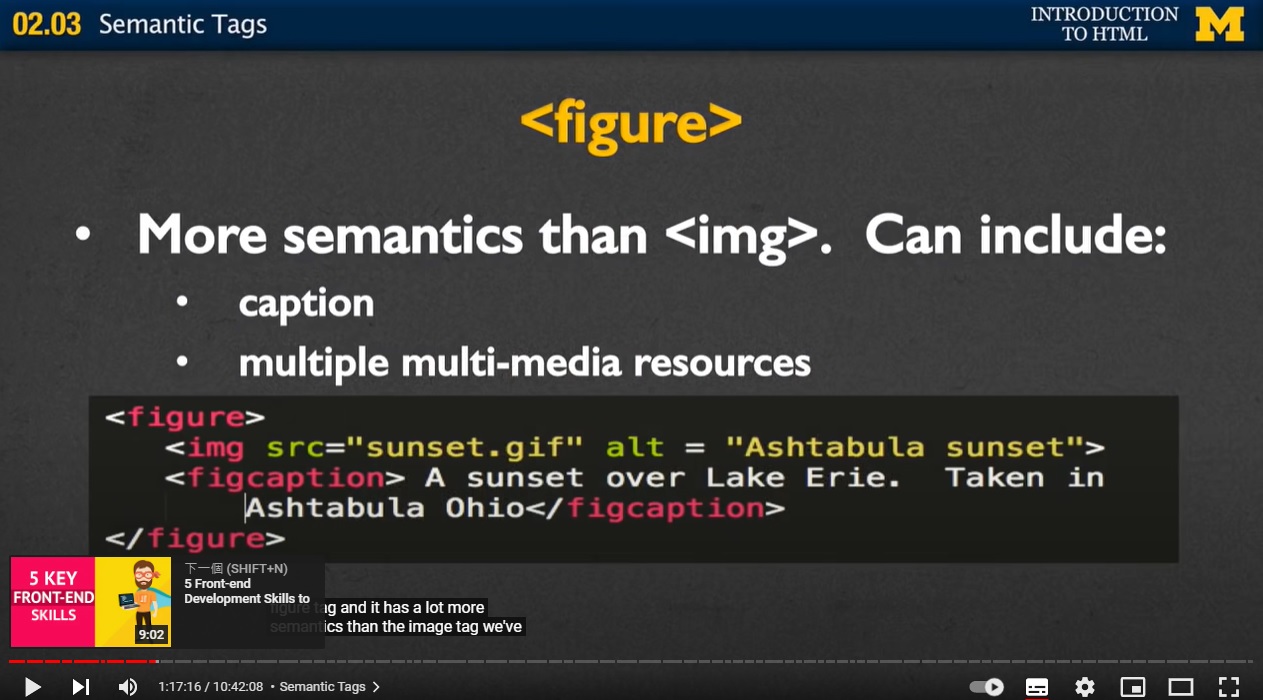 02.03 Semantic Tags
INTRODUCTION
TO HTML
M
<figure>
• More semantics than <img>. Can include:
• caption
• multiple multi-media resources
<figure>
<img src="sunset.gif" alt = "Ashtabula sunset">
<figcaption> A sunset over Lake Erie. Taken in
Ashtabula Ohio</figcaption>
</figure>
5 KEY
FRONT-END
SKILLS
9:02
下一個 (SHIFT+N)
5 Front-end
Development Skills to
figure tag and it has a lot more
semantics than the image tag we've
1:17:16 / 10:42:08 • Semantic Tags